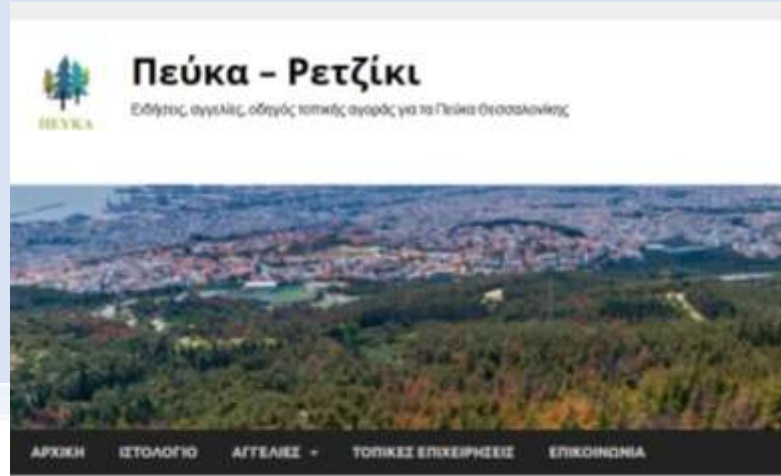 Πεύκα – Ρετζίκι
Ειδήσεις, αγγελίες, οδηγός τοπικής αγοράς για τα Πεύκα Θεσσαλονίκης
ΠΕΥΚΑ
ΑΡΧΙΚΗ ΙΣΤΟΛΟΓΙΟ ΑΓΓΕΛΙΕΣ ΤΟΠΙΚΕΣ ΕΠΙΧΕΙΡΗΣΕΙΣ ΕΠΙΚΟΙΝΩΝΙΑ